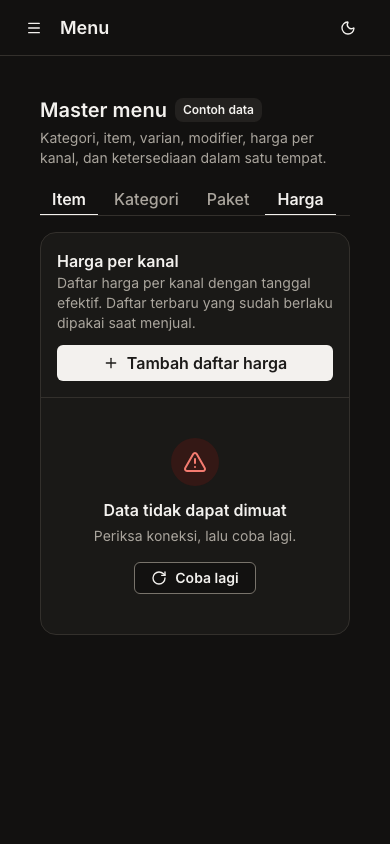 Menu
Master menu Contoh data
Kategori, item, varian, modifier, harga per
kanal, dan ketersediaan dalam satu tempat.
Item Kategori Paket Harga
Harga per kanal
Daftar harga per kanal dengan tanggal
efektif. Daftar terbaru yang sudah berlaku
dipakai saat menjual.
Tambah daftar harga
Data tidak dapat dimuat
Periksa koneksi, lalu coba lagi.
Coba lagi